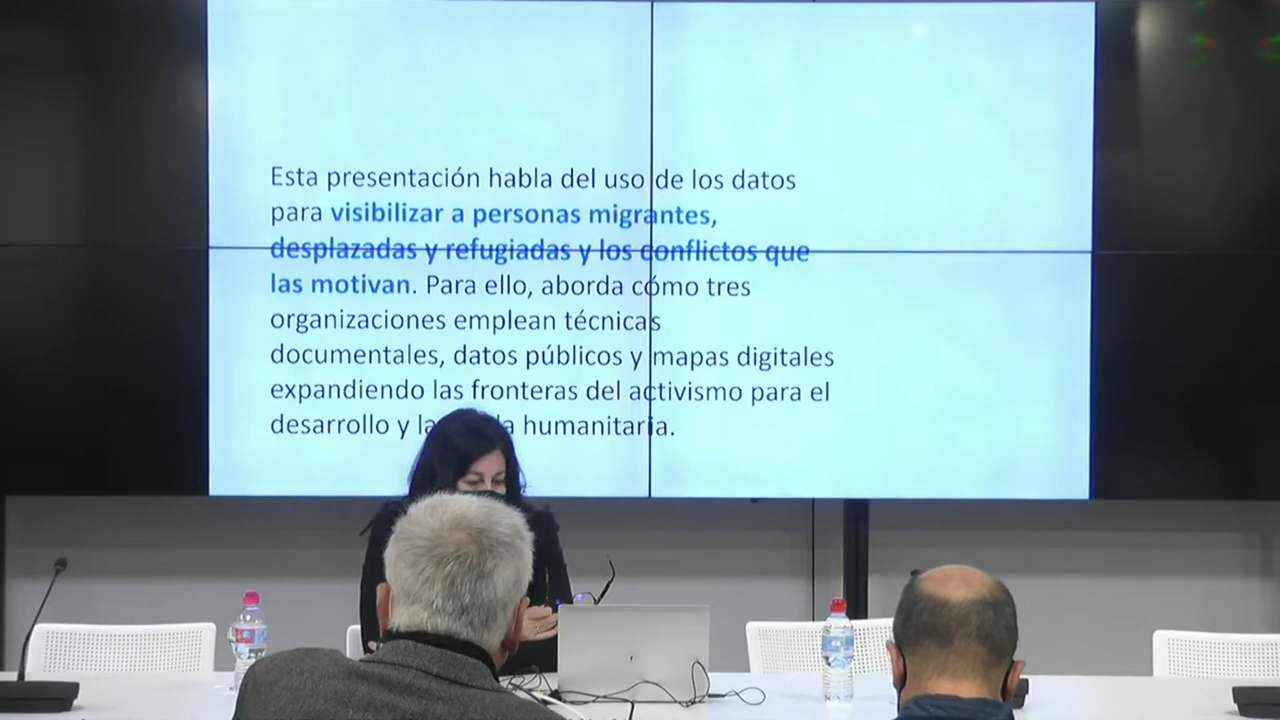 Esta presentación habla del uso de los datos
para visibilizar a personas migrantes,
desplazadas y refugiadas y los conflictos que
las motivan. Para ello, aborda cómo tres
organizaciones emplean técnicas
documentales, datos públicos y mapas digitales
expandiendo las fronteras del activismo para el
desarrollo y humanitaria.